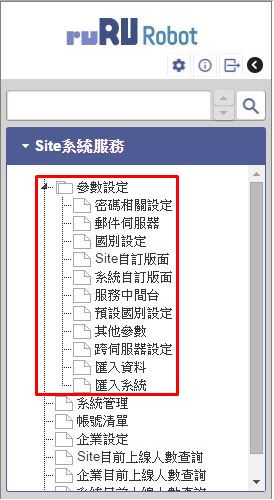 ruRU Robot
Site系統服務
參數設定
密碼相關設定
郵件伺服器
國別設定
Site自訂版面
系統自訂版面
服務中間台
預設國別設定
其他參數
跨伺服器設定
匯入資料
匯入系統
系統管理
帳號清單
企業設定
Site目前上線人數查詢
企業目前上線人數查詢